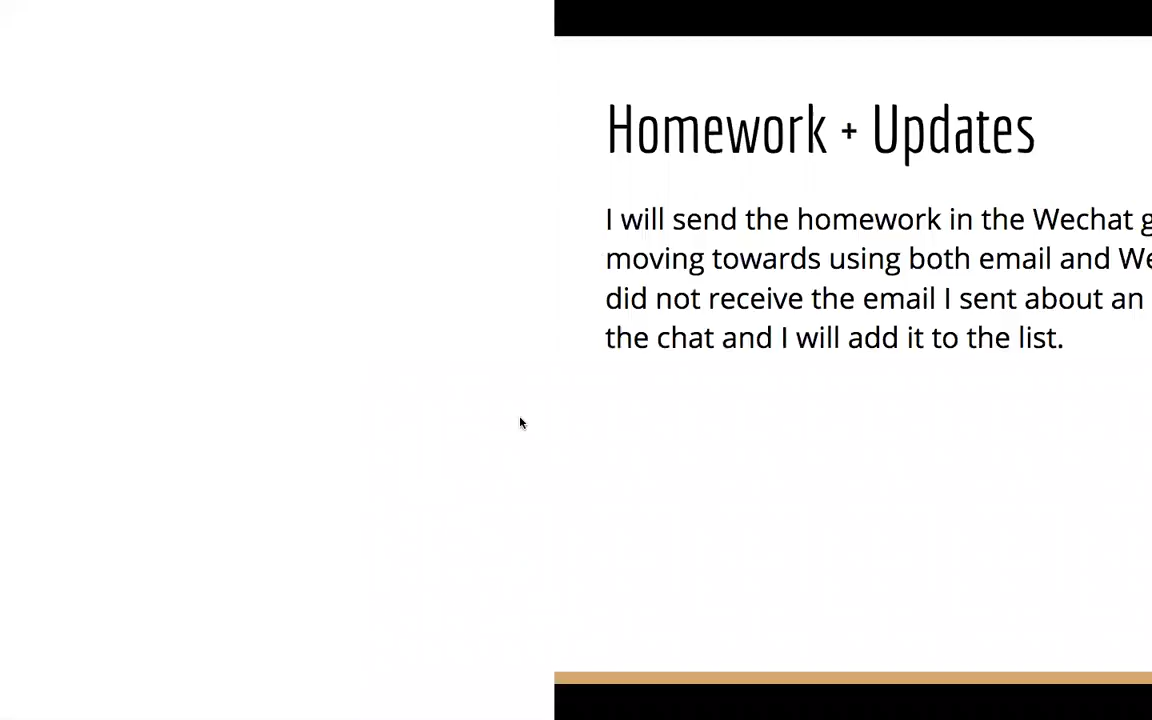 Homework + Updates
I will send the homework in the Wechat
moving towards using both email and
did not receive the email I sent about an
the chat and I will add it to the list.